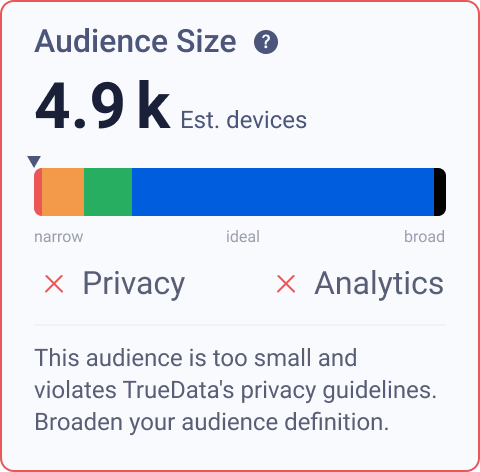 Audience Size ?
4.9 k Est. devices
narrow ideal broad
Privacy Analytics
This audience is too small and
violates TrueData's privacy guidelines.
Broaden your audience definition.